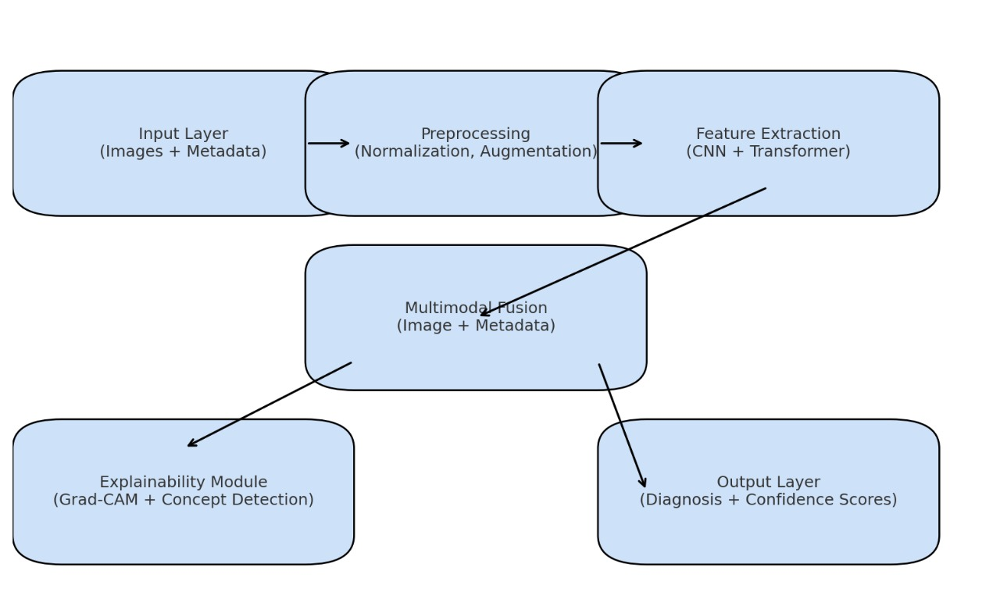 Input Layer
(Images + Metadata)
Preprocessing
(Normalization, Augmentation)
Feature Extraction
(CNN + Transformer)
Multimodal Fusion
(Image + Metadata)
Explainability Module
(Grad-CAM + Concept Detection)
Output Layer
(Diagnosis + Confidence Scores)